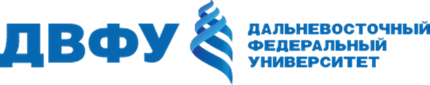 ДВФУ
ДАЛЬНЕВОСТОЧНЫЙ
ФЕДЕРАЛЬНЫЙ
УНИВЕРСИТЕТ